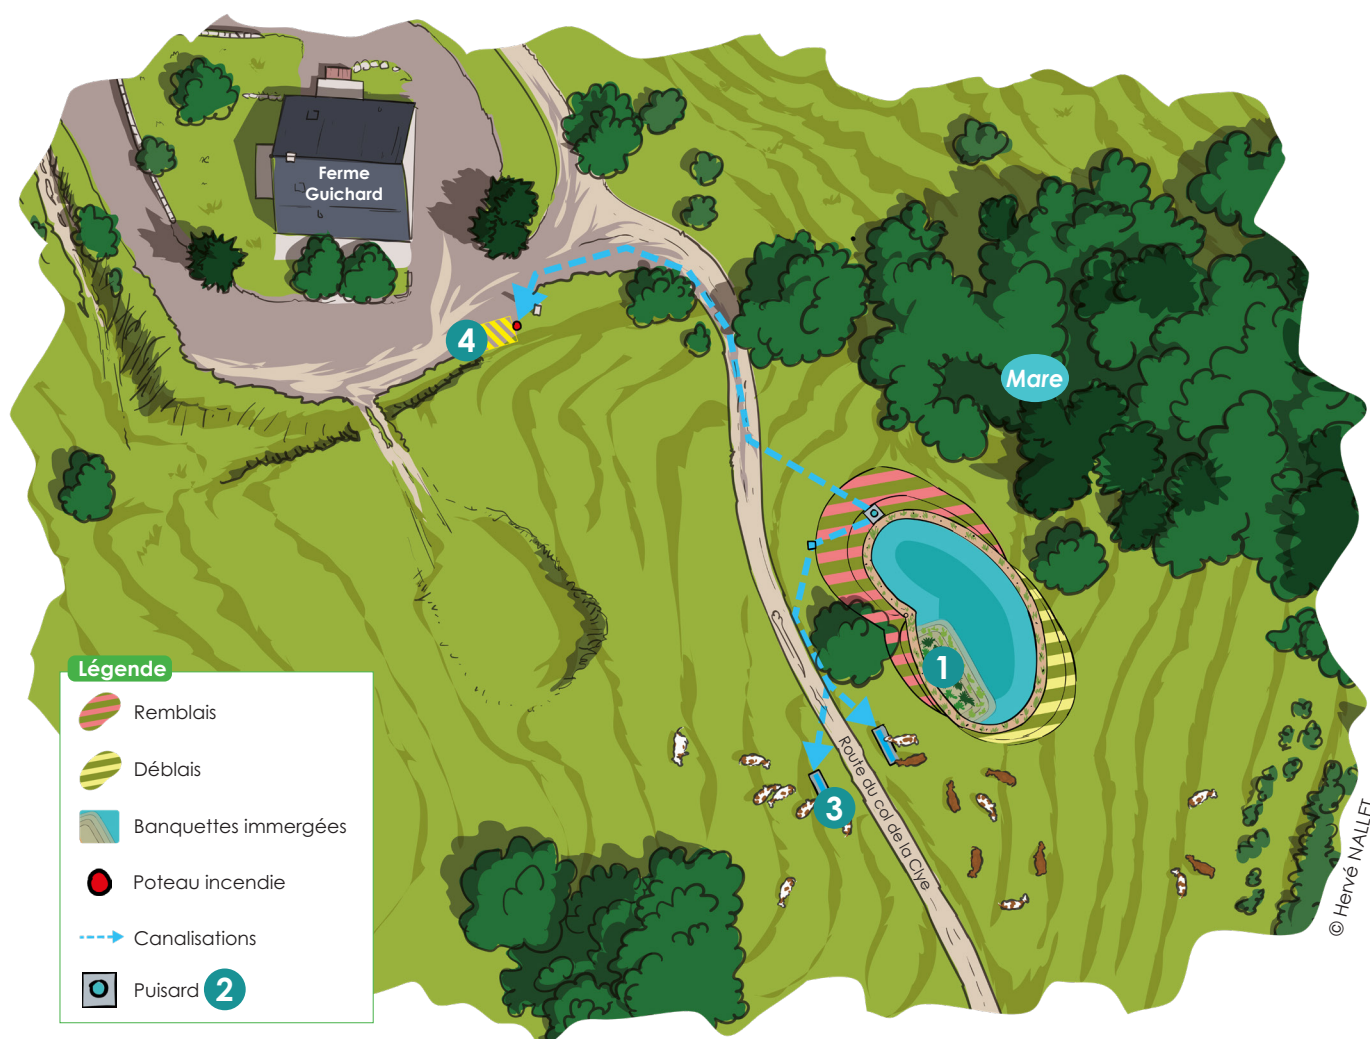 Ferme
Guichard
4
Mare
1
Route du col de la Clye
3
Légende
Remblais
Déblais
Banquettes immergées
Poteau incendie
Canalisations
Puisard 2
© Hervé NALLET